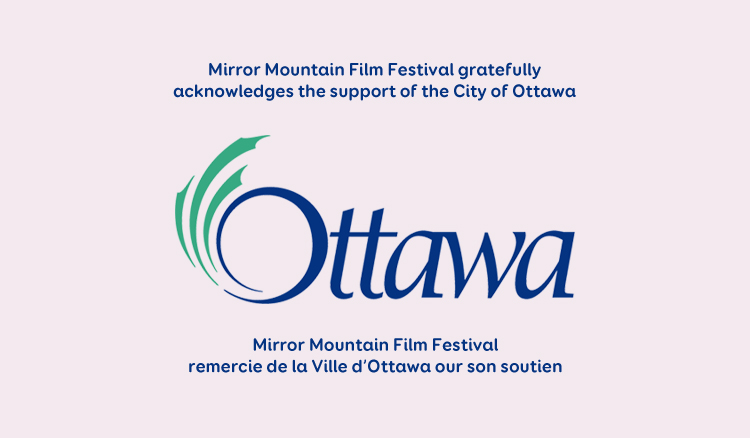 Mirror Mountain Film Festival gratefully
acknowledges the support of the City of Ottawa
Ottawa
Mirror Mountain Film Festival
remercie de la Ville d'Ottawa our son soutien